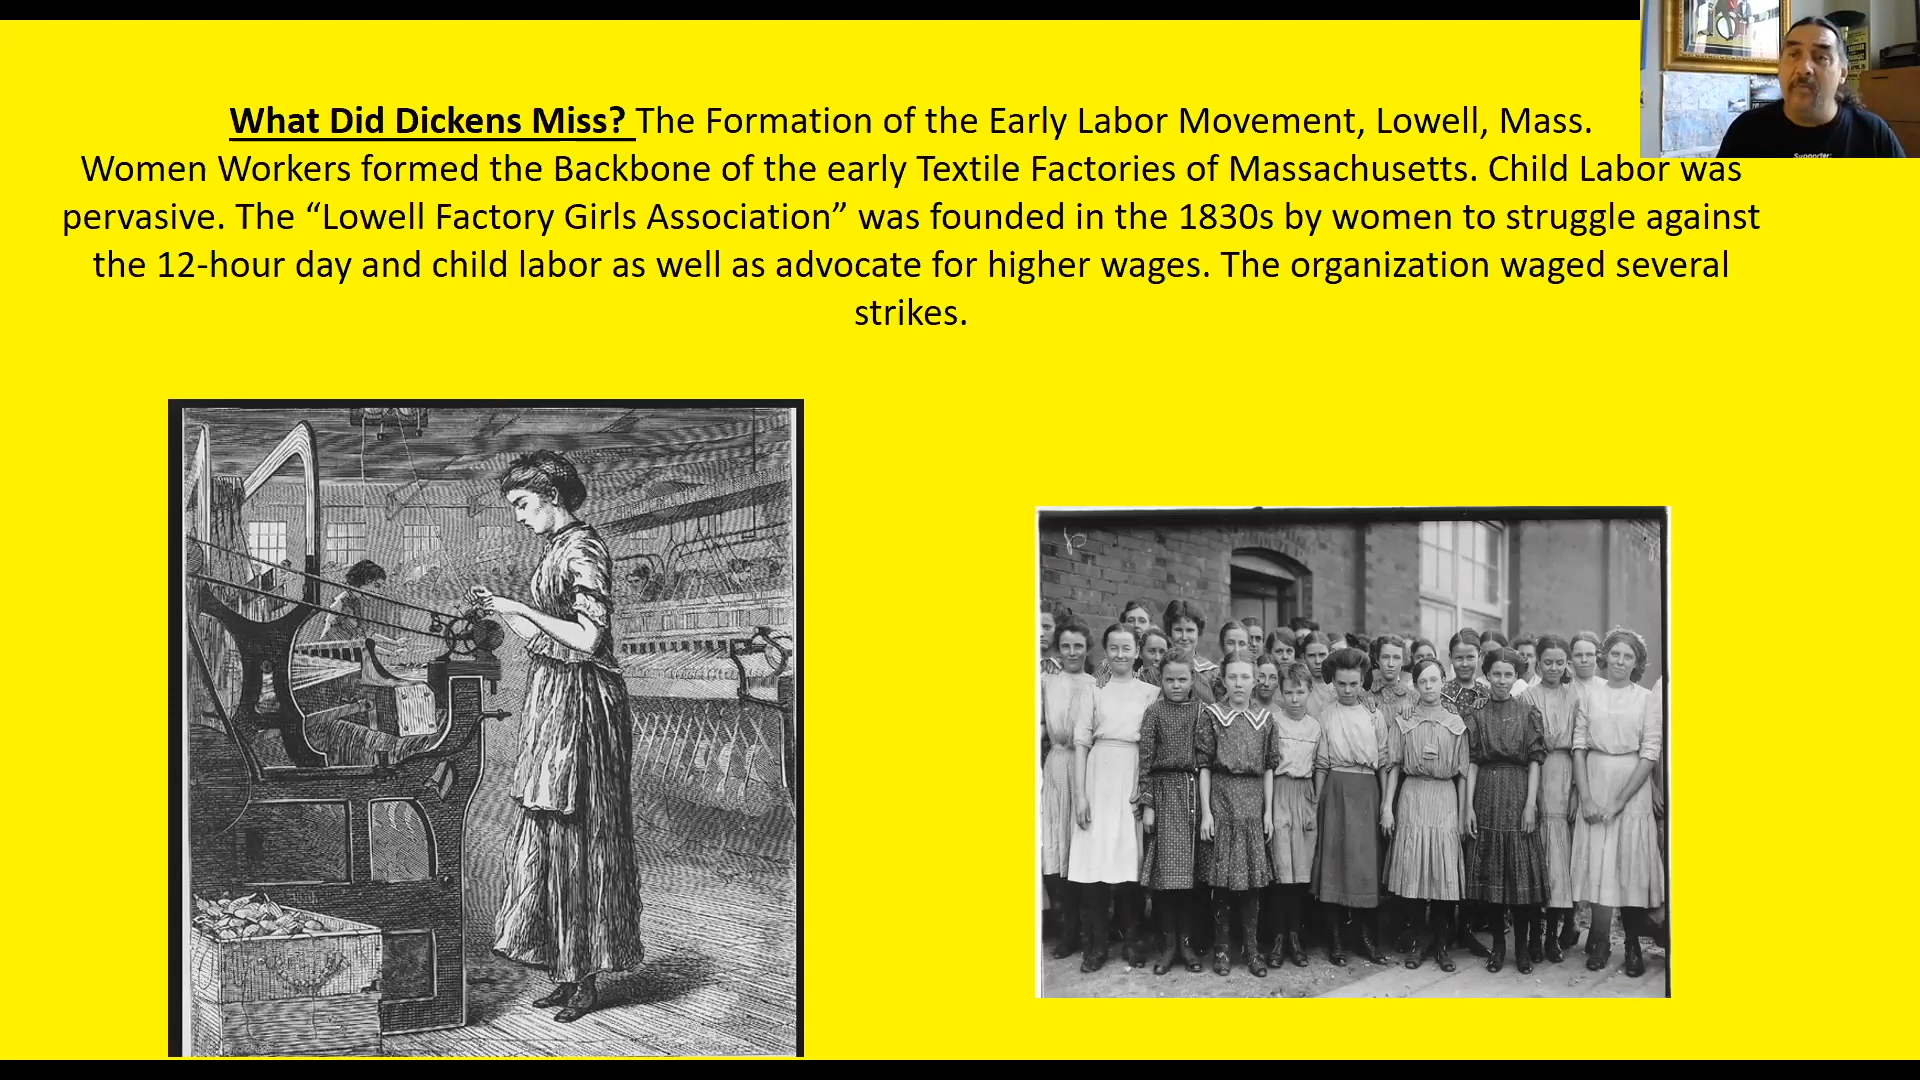 What Did Dickens Miss? The Formation of the Early Labor Movement, Lowell, Mass.
Women Workers formed the Backbone of the early Textile Factories of Massachusetts. Child Labor was
pervasive. The “Lowell Factory Girls Association” was founded in the 1830s by women to struggle against
the 12-hour day and child labor as well as advocate for higher wages. The organization waged several
strikes.